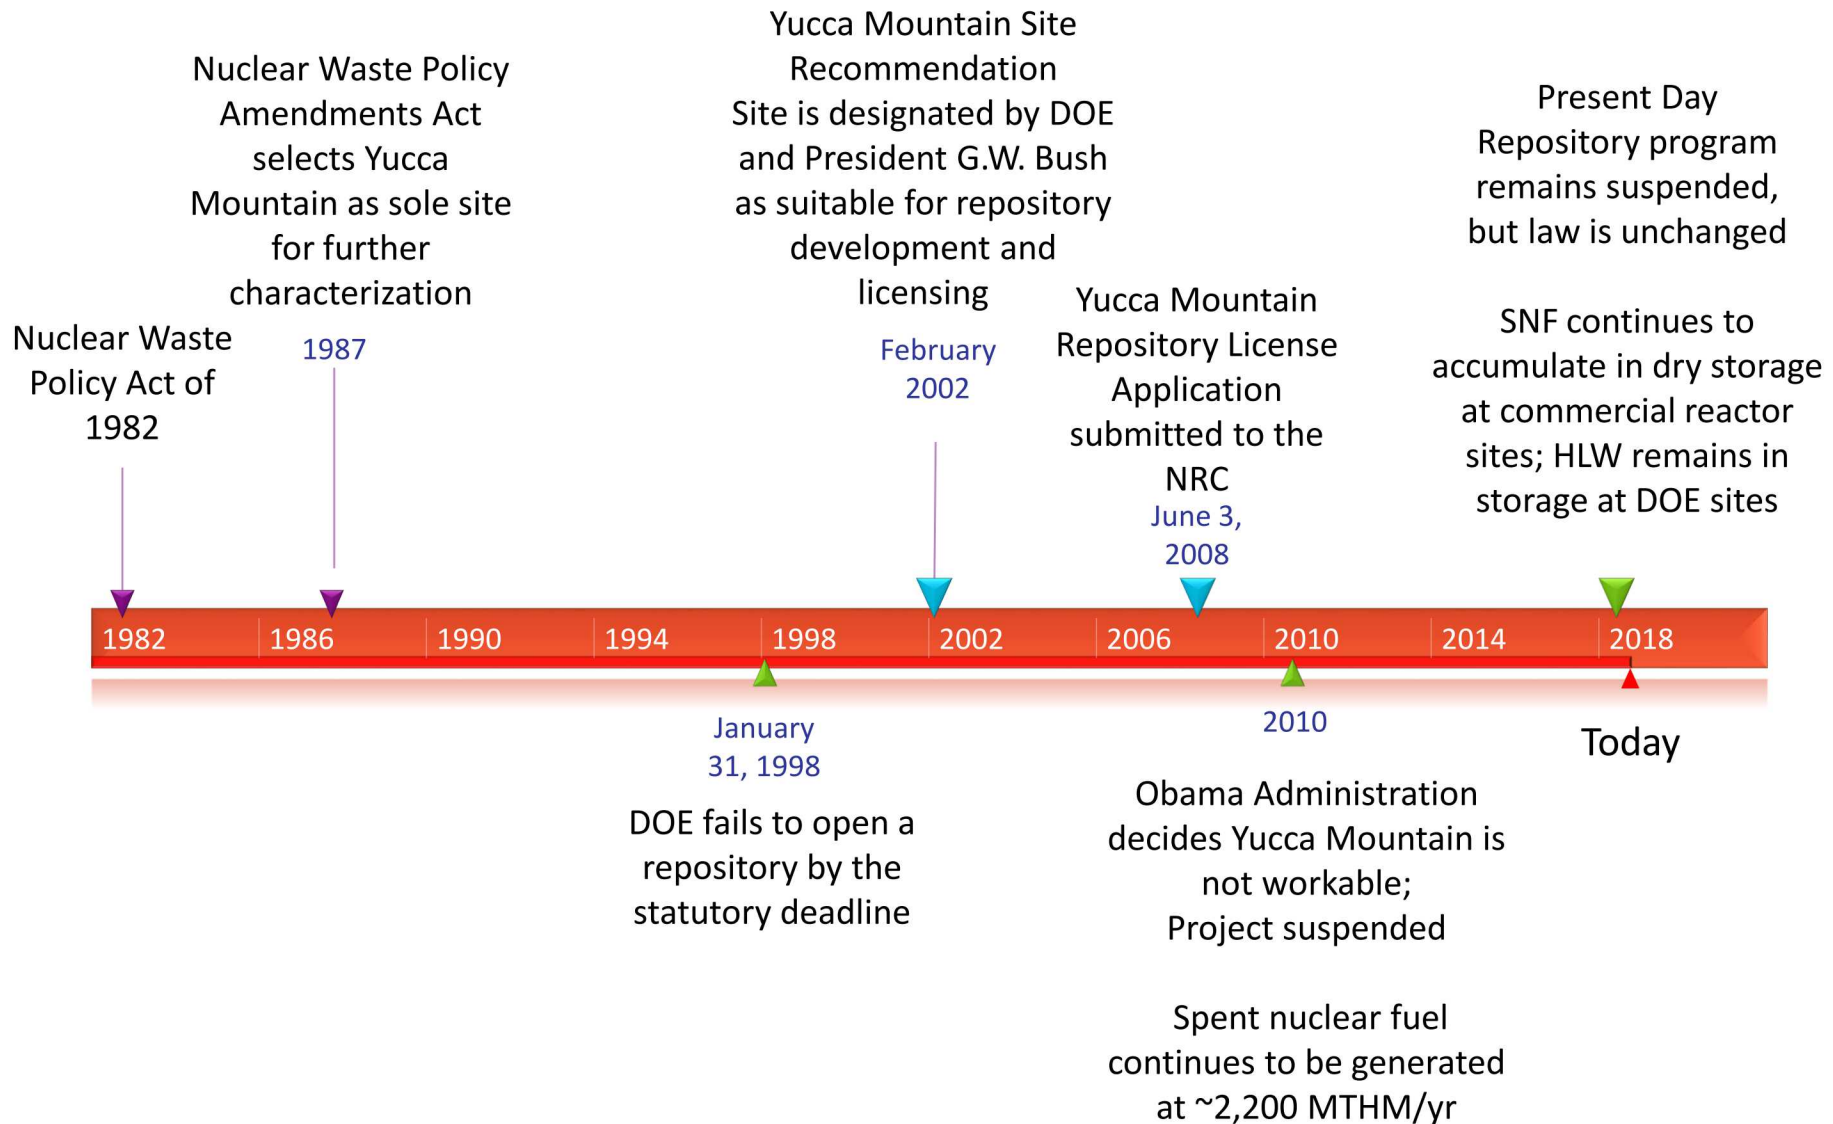 Nuclear Waste
Policy Act of
1982
Nuclear Waste Policy
Amendments Act
selects Yucca
Mountain as sole site
for further
characterization
1987
Yucca Mountain Site
Recommendation
Site is designated by DOE
and President G.W. Bush
as suitable for repository
development and
licensing
February
2002
Yucca Mountain
Repository License
Application
submitted to the
NRC
June 3,
2008
Present Day
Repository program
remains suspended,
but law is unchanged
SNF continues to
accumulate in dry storage
at commercial reactor
sites; HLW remains in
storage at DOE sites
1982 1986 1990 1994 1998 2002 2006 2010 2014 2018
January
31, 1998
DOE fails to open a
repository by the
statutory deadline
2010
Obama Administration
decides Yucca Mountain is
not workable;
Project suspended
Spent nuclear fuel
continues to be generated
at ~2,200 MTHM/yr
Today